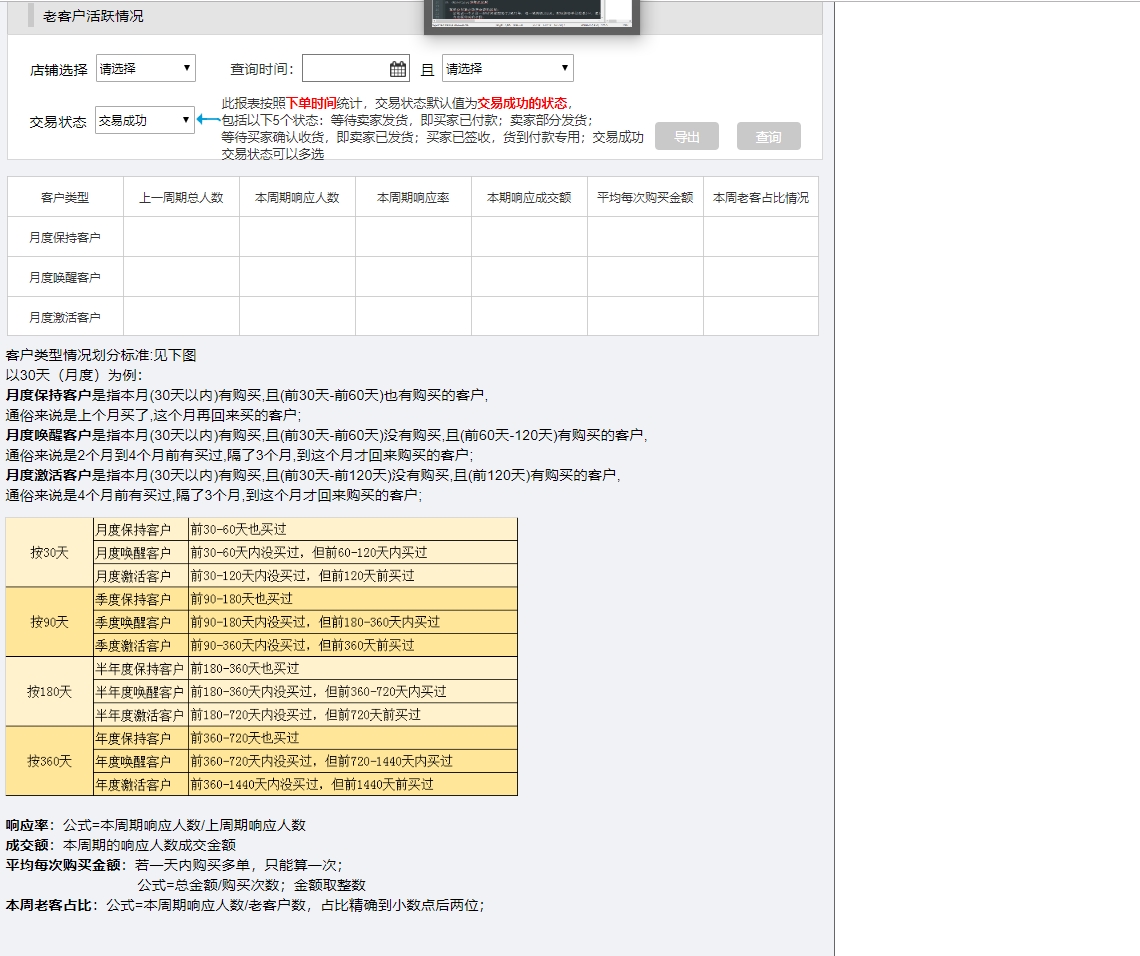 老客户活跃情况
店铺选择 请选择 查询时间: 且 请选择
此报表按照下单时间统计，交易状态默认值为交易成功的状态,
交易状态 交易成功 包括以下5个状态：等待卖家发货，即买家已付款；卖家部分发货；
等待买家确认收货，即卖家已发货；买家已签收，货到付款专用；交易成功 导出 查询
交易状态可以多选
客户类型 上一周期总人数 本周期响应人数 本周期响应率 本期响应成交额 平均每次购买金额 本周老客占比情况
月度保持客户
月度唤醒客户
月度激活客户
客户类型情况划分标准:见下图
以30天（月度）为例:
月度保持客户是指本月(30天以内)有购买,且(前30天-前60天)也有购买的客户,
通俗来说是上个月买了,这个月再回来买的客户;
月度唤醒客户是指本月(30天以内)有购买,且(前30天-前60天)没有购买,且(前60天-120天)有购买的客户,
通俗来说是2个月到4个月前有买过,隔了3个月,到这个月才回来购买的客户;
月度激活客户是指本月(30天以内)有购买,且(前30天-前120天)没有购买,且(前120天)有购买的客户,
通俗来说是4个月前有买过,隔了3个月,到这个月才回来购买的客户;
月度保持客户 前30-60天也买过
按30天 月度唤醒客户 前30-60天内没买过，但前60-120天内买过
月度激活客户 前30-120天内没买过，但前120天前买过
季度保持客户 前90-180天也买过
按90天 季度唤醒客户 前90-180天内没买过，但前180-360天内买过
季度激活客户 前90-360天内没买过，但前360天前买过
半年度保持客户 前180-360天也买过
按180天 半年度唤醒客户 前180-360天内没买过，但前360-720天内买过
半年度激活客户 前180-720天内没买过，但前720天前买过
年度保持客户 前360-720天也买过
按360天 年度唤醒客户 前360-720天内没买过，但前720-1440天内买过
年度激活客户 前360-1440天内没买过，但前1440天前买过
响应率：公式=本周期响应人数/上周期响应人数
成交额：本周期的响应人数成交金额
平均每次购买金额：若一天内购买多单，只能算一次；
公式=总金额/购买次数；金额取整数
本周老客占比：公式=本周期响应人数/老客户数，占比精确到小数点后两位；